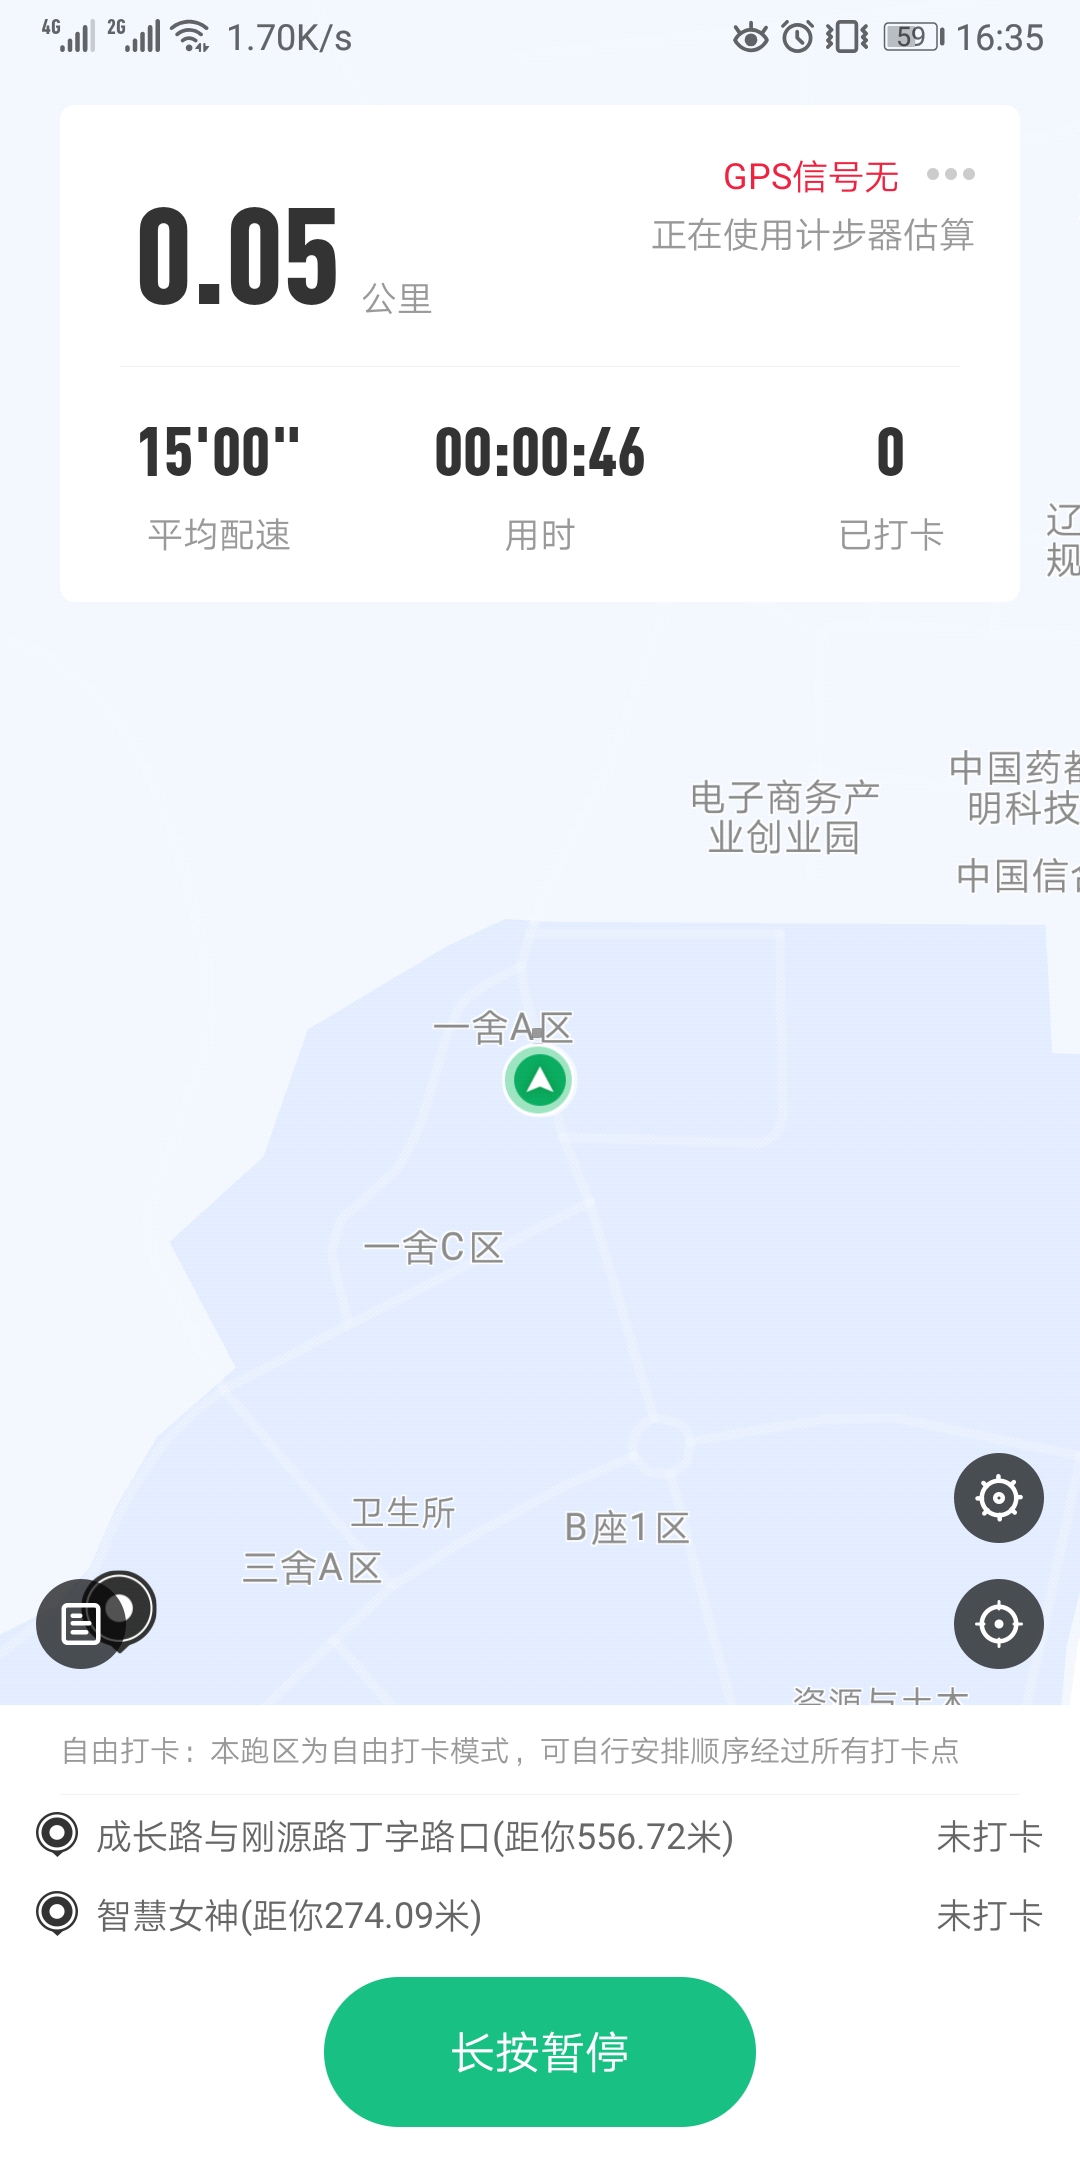 4G 2G 1.70K/s 59 16:35
GPS信号无
正在使用计步器估算
0.05 公里
15'00" 00:00:46 0
平均配速 用时 已打卡
辽
规
电子商务产
业创业园
中国药都
明科技
中国信合
一舍A区
一舍C区
卫生所
三舍A区
B座1区
资源与土木
自由打卡：本跑区为自由打卡模式，可自行安排顺序经过所有打卡点
成长路与刚源路丁字路口(距你556.72米) 未打卡
智慧女神(距你274.09米) 未打卡
长按暂停